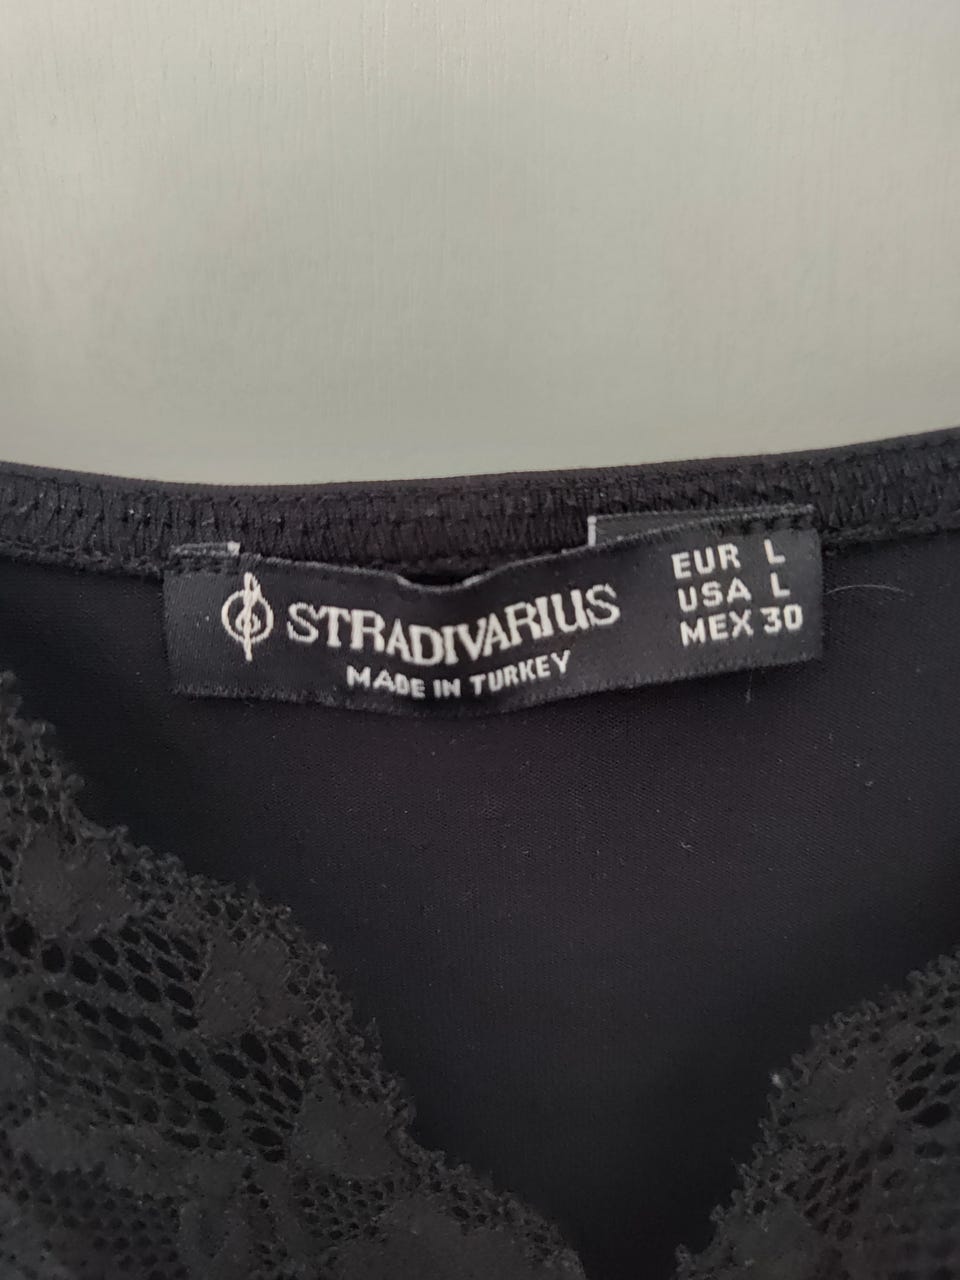 STRADIVARIUS
MADE IN TURKEY
EUR L
USA L
MEX 30